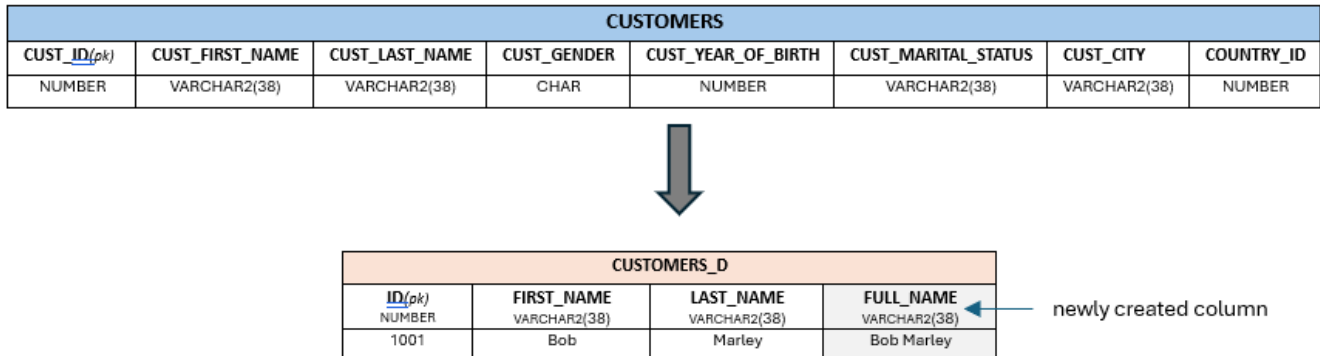 CUSTOMERS
CUST_ID(pk) CUST_FIRST_NAME CUST_LAST_NAME CUST_GENDER CUST_YEAR_OF_BIRTH CUST_MARITAL_STATUS CUST_CITY COUNTRY_ID
NUMBER VARCHAR2(38) VARCHAR2(38) CHAR NUMBER VARCHAR2(38) VARCHAR2(38) NUMBER
CUSTOMERS_D
ID(pk) FIRST_NAME LAST_NAME FULL_NAME
NUMBER VARCHAR2(38) VARCHAR2(38) VARCHAR2(38)
newly created column
1001 Bob Marley Bob Marley